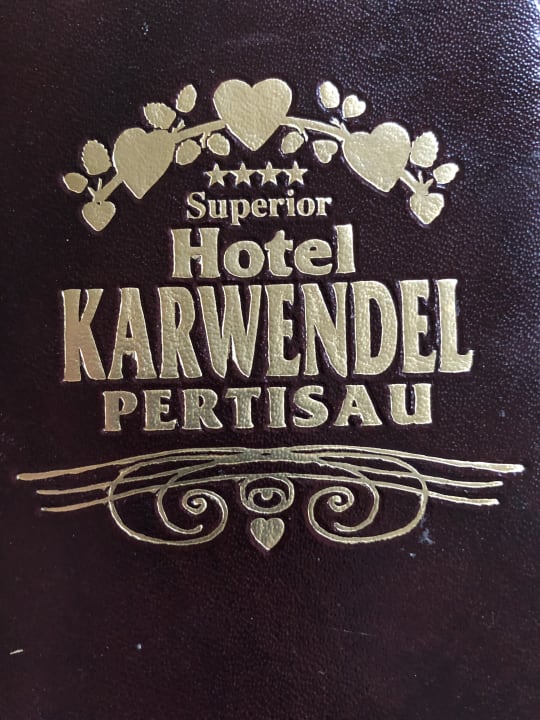 ★★★★
Superior
Hotel
KARWENDEL
PERTISAU